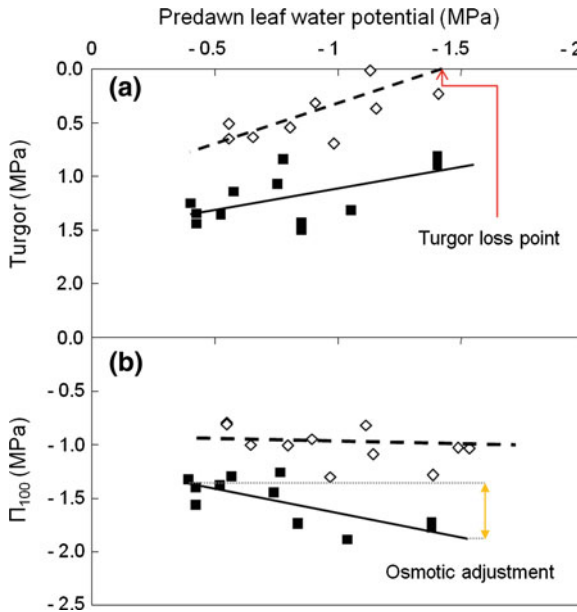 Predawn leaf water potential (MPa)
0 - 0.5 - 1 - 1.5 - 2
0.0
(a)
0.5
1.0
Turgor (MPa)
1.5
Turgor loss point
2.0
0.0
(b)
- 0.5
- 1.0
Π100 (MPa)
- 1.5
- 2.0
Osmotic adjustment
- 2.5